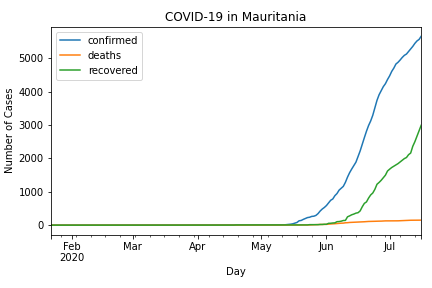 COVID-19 in Mauritania
confirmed
deaths
recovered
Number of Cases
5000
4000
3000
2000
1000
0
Feb
2020
Mar
Apr
May
Jun
Jul
Day